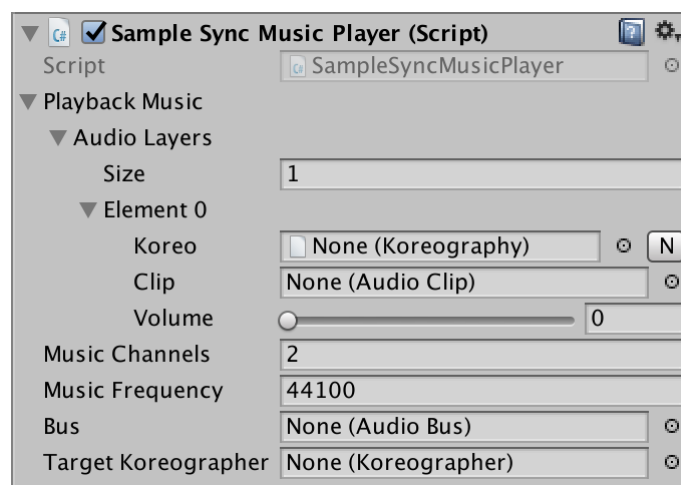 Sample Sync Music Player (Script)
Script SampleSyncMusicPlayer
Playback Music
Audio Layers
Size 1
Element 0
Koreo None (Koreography) N
Clip None (Audio Clip)
Volume 0
Music Channels 2
Music Frequency 44100
Bus None (Audio Bus)
Target Koreographer None (Koreographer)